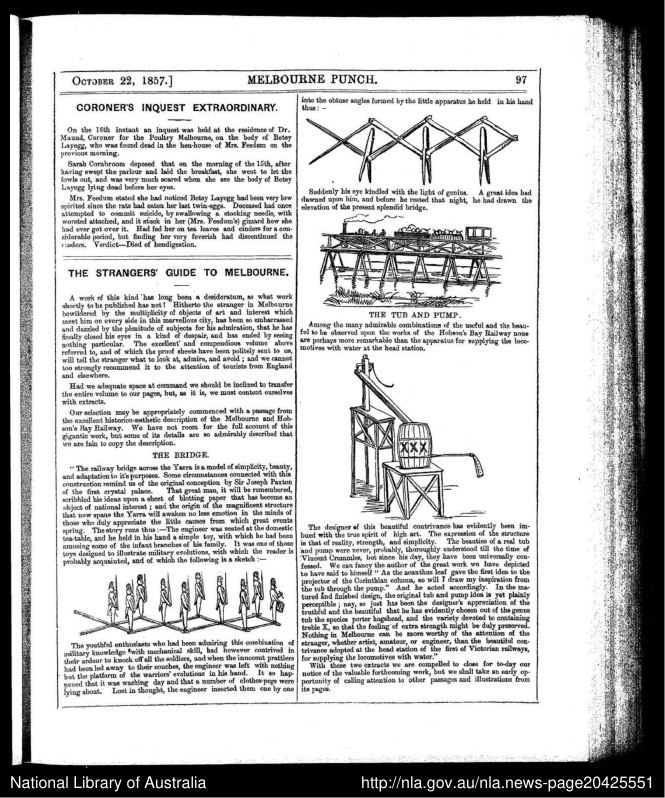 OCTOBER 22, 1857.]
MELBOURNE PUNCH.
97
CORONER'S INQUEST EXTRAORDINARY.
On the 16th instant an inquest was held at the residence of Dr.
Maund, Coroner for the Poultry Melbourne, on the body of Betsy
Layegg, who was found dead in the hen-house of Mrs. Feedum on the
previous morning.
Sarah Cornbroom deposed that on the morning of the 15th, after
having swept the parlour and laid the breakfast, she went to let the
fowls out, and was very much scared when she see the body of Betsy
Layegg lying dead before her eyes.
Mrs. Feedum stated she had noticed Betsy Layegg had been very low
spirited since the rats had eaten her last twin-eggs. Deceased had once
attempted to commit suicide, by swallowing a stocking needle, with
worsted attached, and it stuck in her (Mrs. Feedum's) gizzard how she
had ever got over it. Had fed her on tea leaves and cinders for a con-
siderable period, but finding her very feverish had discontinued the
cinders. Verdict—Died of hendigestion.
THE STRANGERS' GUIDE TO MELBOURNE.
A work of this kind has long been a desideratum, as what work
shortly to be published has not? Hitherto the stranger in Melbourne
bewildered by the multiplicity of objects of art and interest which
meet him on every side in this marvellous city, has been so embarrassed
and dazzled by the plenitude of subjects for his admiration, that he has
finally closed his eyes in a kind of despair, and has ended by seeing
nothing particular. The excellent and compendious volume above
referred to, and of which the proof sheets have been politely sent to us,
will tell the stranger what to look at, admire, and avoid; and we cannot
too strongly recommend it to the attention of tourists from England
and elsewhere.
Had we adequate space at command we should be inclined to transfer
the entire volume to our pages, but, as it is, we must content ourselves
with extracts.
Our selection may be appropriately commenced with a passage from
the excellent historico-æsthetic description of the Melbourne and Hob-
son's Bay Railway. We have not room for the full account of this
gigantic work, but some of its details are so admirably described that
we are fain to copy the description.
THE BRIDGE.
"The railway bridge across the Yarra is a model of simplicity, beauty,
and adaptation to it's purposes. Some circumstances connected with this
construction remind us of the original conception by Sir Joseph Paxton
of the first crystal palace. That great man, it will be remembered,
scribbled his ideas upon a sheet of blotting paper that has become an
object of national interest; and the origin of the magnificent structure
that now spans the Yarra will awaken no less emotion in the minds of
those who duly appreciate the little causes from which great events
spring. The story runs thus:—The engineer was seated at the domestic
tea-table, and he held in his hand a simple toy, with which he had been
amusing some of the infant branches of his family. It was one of those
toys designed to illustrate military evolutions, with which the reader is
probably acquainted, and of which the following is a sketch:—
The youthful enthusiasts who had been admiring this combination of
military knowledge with mechanical skill, had however contrived in
their ardour to knock off all the soldiers, and when the innocent prattlers
had been led away to their couches, the engineer was left with nothing
but the platform of the warriors' evolutions in his hand. It so hap-
pened that it was washing day and that a number of clothes-pegs were
lying about. Lost in thought, the engineer inserted them one by one
into the obtuse angles formed by the little apparatus he held in his hand
thus:—
Suddenly his eye kindled with the light of genius. A great idea had
dawned upon him, and before he rested that night, he had drawn the
elevation of the present splendid bridge.
THE TUB AND PUMP.
Among the many admirable combinations of the useful and the beau-
ful to be observed upon the works of the Hobson's Bay Railway none
are perhaps more remarkable than the apparatus for supplying the loco-
motives with water at the head station.
XXX
The designer of this beautiful contrivance has evidently been im-
bued with the true spirit of high art. The expression of the structure
is that of reality, strength, and simplicity. The beauties of a real tub
and pump were never, probably, thoroughly understood till the time of
Vincent Crummles, but since his day, they have been universally con-
fessed. We can fancy the author of the great work we have depicted
to have said to himself "As the acanthus leaf gave the first idea to the
projector of the Corinthian column, so will I draw my inspiration from
the tub through the pump." And he acted accordingly. In the ma-
tured and finished design, the original tub and pump idea is yet plainly
perceptible; nay, so just has been the designer's appreciation of the
truthful and the beautiful that he has evidently chosen out of the genus
tub the species porter hogshead, and the variety devoted to containing
treble X, so that the feeling of extra strength might be duly preserved.
Nothing in Melbourne can be more worthy of the attention of the
stranger, whether artist, amateur, or engineer, than the beautiful con-
trivance adopted at the head station of the first of Victorian railways,
for supplying the locomotives with water."
With these two extracts we are compelled to close for to-day our
notice of the valuable forthcoming work, but we shall take an early op-
portunity of calling attention to other passages and illustrations from
its pages.
National Library of Australia
http://nla.gov.au/nla.news-page20425551